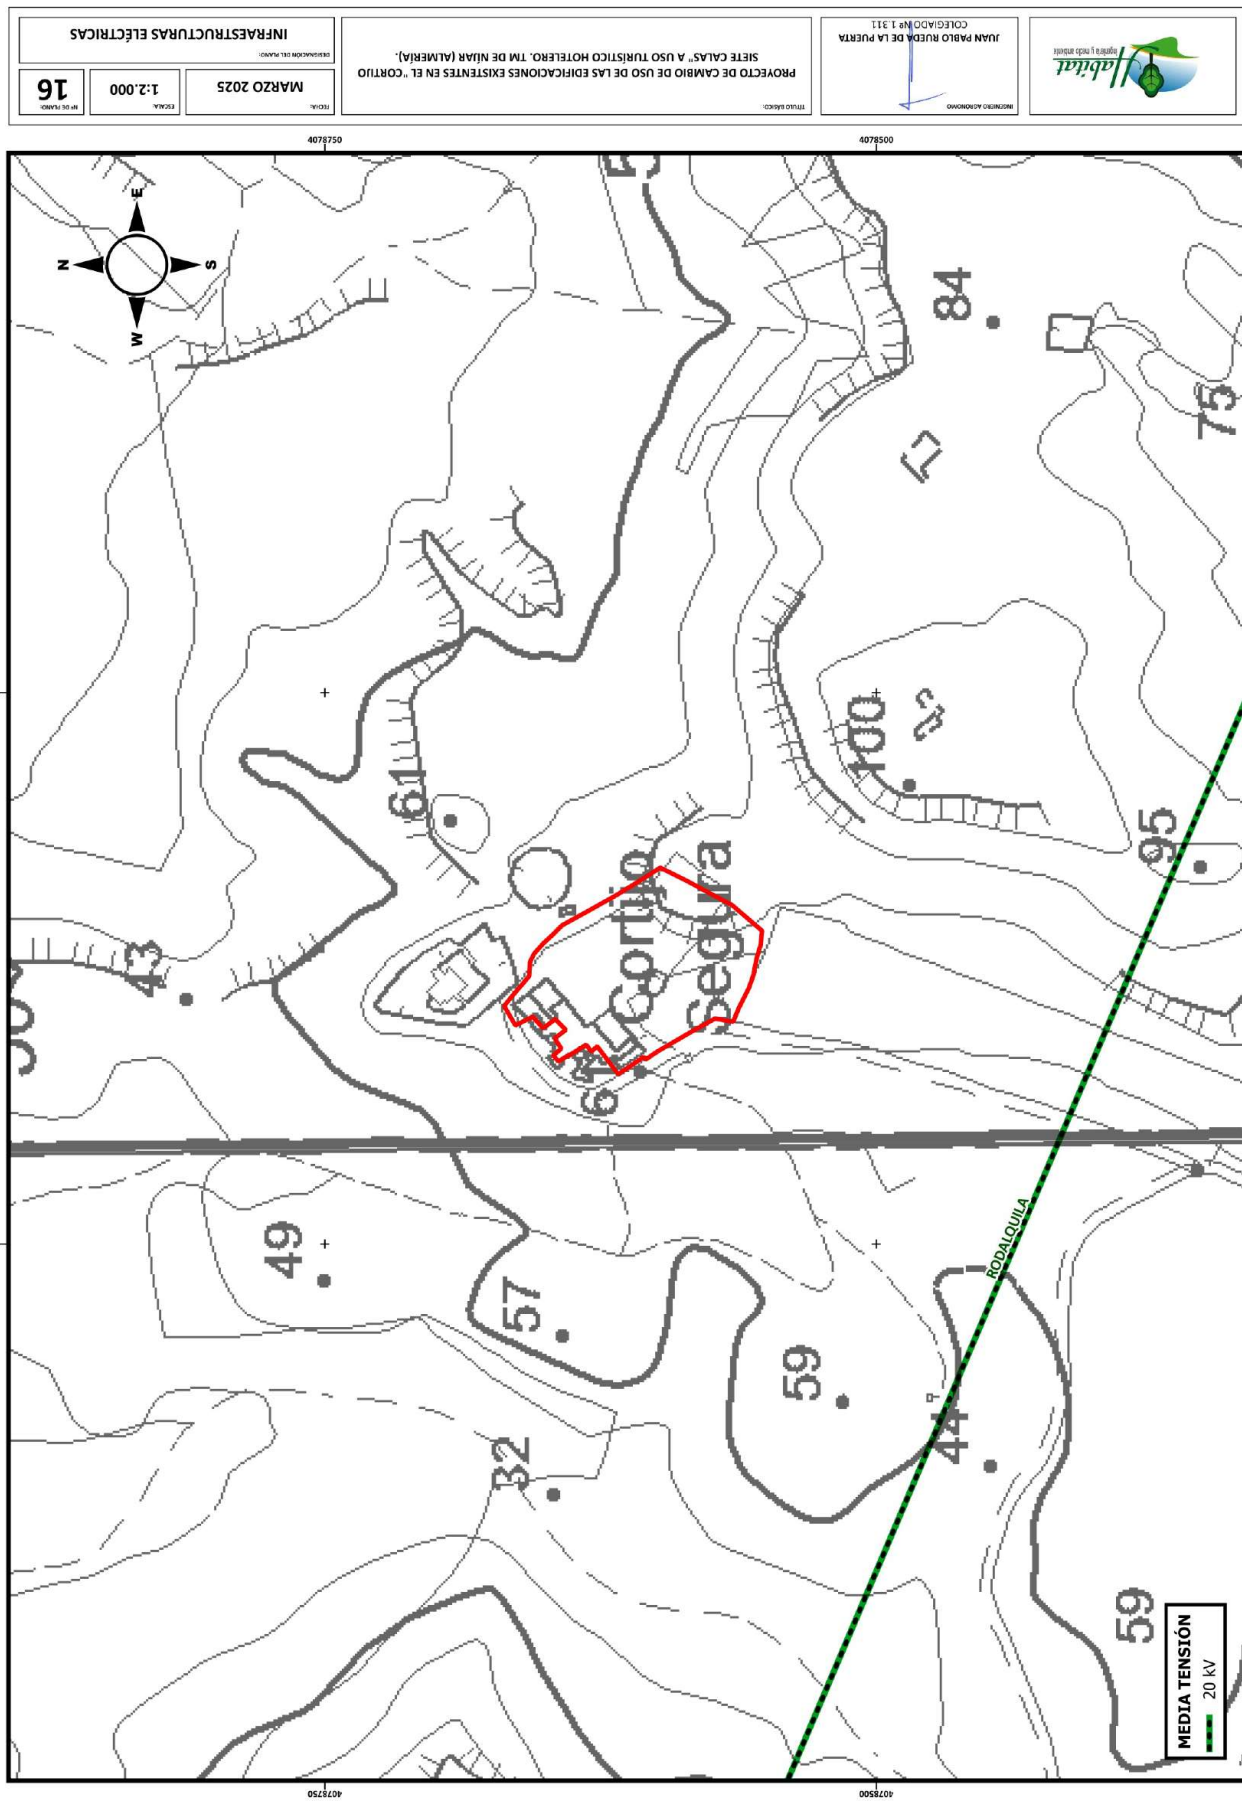 Habitat
ingeniería y medio ambiente
INGENIERO AGRÓNOMO
JUAN PABLO RUEDA DE LA PUERTA
COLEGIADO Nº 1.311
TÍTULO BÁSICO:
PROYECTO DE CAMBIO DE USO DE LAS EDIFICACIONES EXISTENTES EN EL "CORTIJO
SIETE CALAS" A USO TURÍSTICO HOTELERO. TM DE NÍJAR (ALMERÍA).
FECHA:
MARZO 2025
ESCALA:
1:2.000
Nº DE PLANO:
16
DESIGNACIÓN DEL PLANO:
INFRAESTRUCTURAS ELÉCTRICAS
4078750
4078500
N
E
S
W
84
75
100
61
95
43
Cortijo
Segura
61
49
57
59
RODALQUILA
44
32
59
MEDIA TENSIÓN
20 kV
4078750
4078500